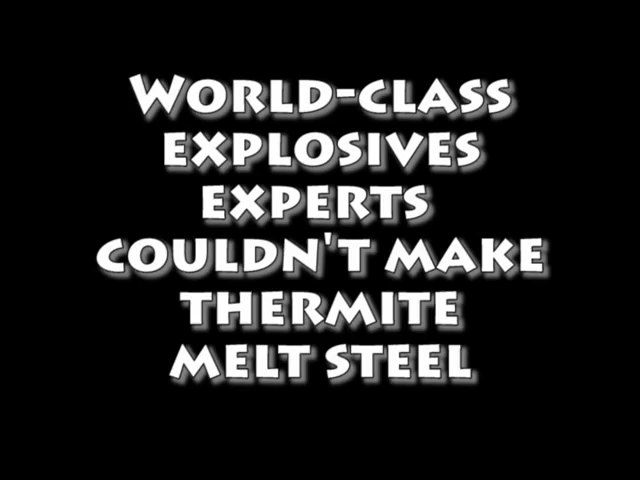 World-class
explosives
experts
couldn't make
thermite
melt steel